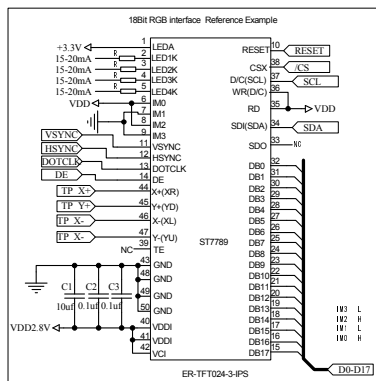 18Bit RGB interface Reference Example
+3.3V 1 LEDA
15-20mA R 2 LED1K
15-20mA R 3 LED2K
15-20mA R 4 LED3K
15-20mA R 5 LED4K
VDD 6 IM0
7 IM1
8 IM2
9 IM3
VSYNC 11 VSYNC
HSYNC 12 HSYNC
DOTCLK 13 DOTCLK
DE 14 DE
TP X+ 44 X+(XR)
TP Y+ 45 Y+(YD)
TP X- 46 X-(XL)
TP X- 47 Y-(YU)
NC 39 TE
43 GND
48 GND
49 GND
50 GND
40 VDDI
41 VDDI
42 VCI
C1 C2 C3
10uf 0.1uf 0.1uf
VDD2.8V
ST7789
RESET 10 RESET
CSX 38 /CS
D/C(SCL) 37 SCL
WR(D/C) 36
RD 35 VDD
SDI(SDA) 34 SDA
SDO 33 NC
DB0 32
DB1 31
DB2 30
DB3 29
DB4 28
DB5 27
DB6 26
DB7 25
DB8 24
DB9 23
DB10 22
DB11 21
DB12 20
DB13 19
DB14 18
DB15 17
DB16 16
DB17 15
IM3 L
IM2 H
IM1 L
IM0 H
D0-D17
ER-TFT024-3-IPS